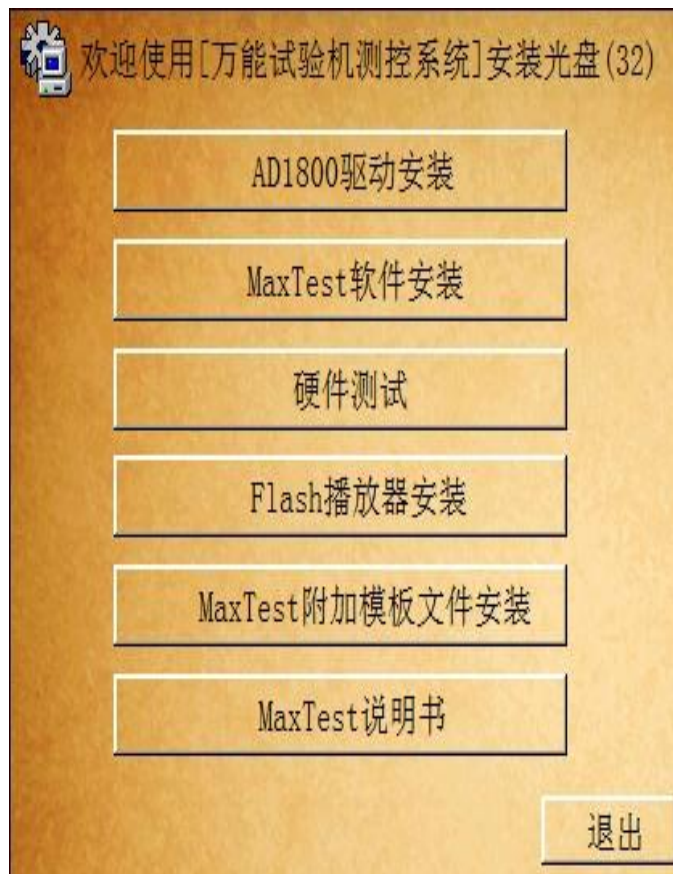 欢迎使用[万能试验机测控系统]安装光盘(32)
AD1800驱动安装
MaxTest软件安装
硬件测试
Flash播放器安装
MaxTest附加模板文件安装
MaxTest说明书
退出